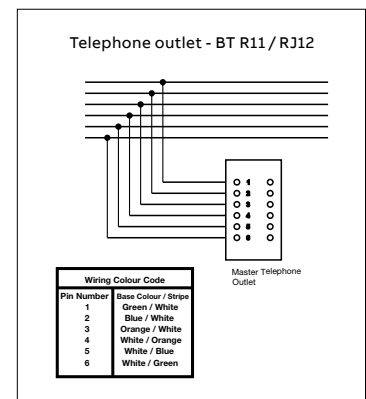 Telephone outlet - BT R11 / RJ12
1
2
3
4
5
6
Master Telephone
Outlet
Wiring Colour Code
Pin Number Base Colour / Stripe
1 Green / White
2 Blue / White
3 Orange / White
4 White / Orange
5 White / Blue
6 White / Green